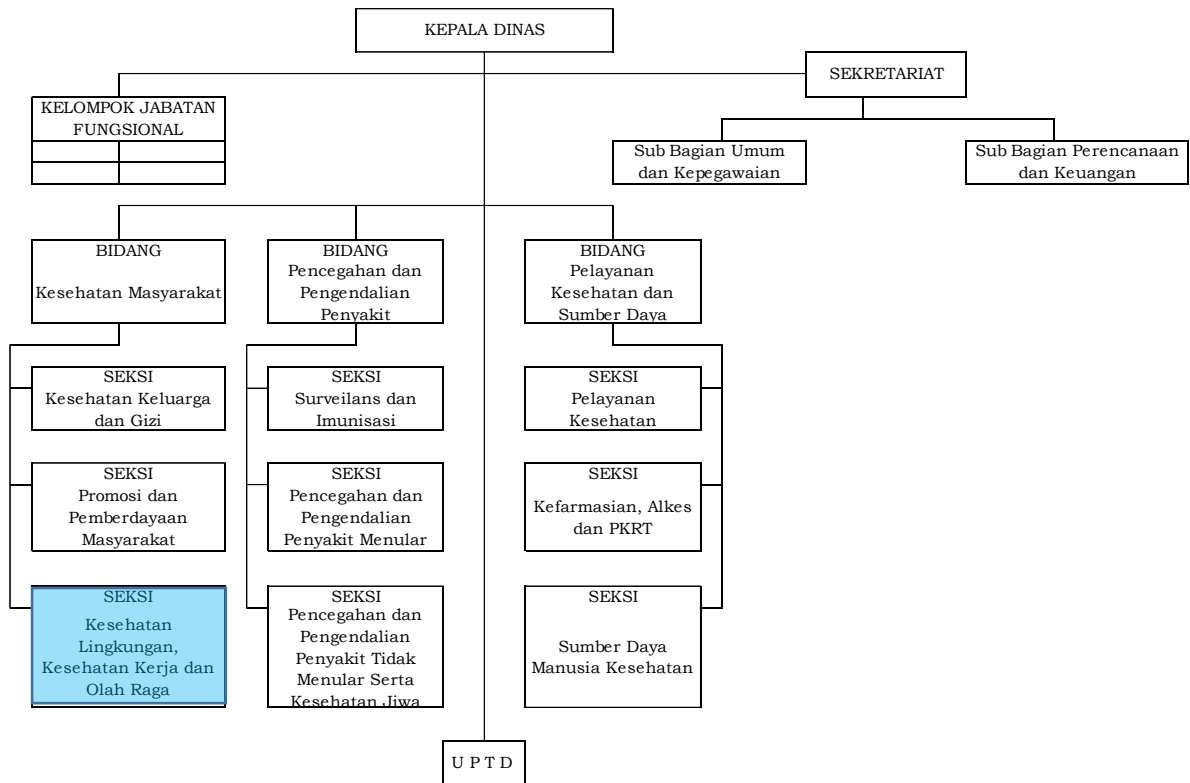 KEPALA DINAS
SEKRETARIAT
KELOMPOK JABATAN
FUNGSIONAL
Sub Bagian Umum
dan Kepegawaian
Sub Bagian Perencanaan
dan Keuangan
BIDANG
Kesehatan Masyarakat
BIDANG
Pencegahan dan
Pengendalian
Penyakit
BIDANG
Pelayanan
Kesehatan dan
Sumber Daya
SEKSI
Kesehatan Keluarga
dan Gizi
SEKSI
Surveilans dan
Imunisasi
SEKSI
Pelayanan
Kesehatan
SEKSI
Promosi dan
Pemberdayaan
Masyarakat
SEKSI
Pencegahan dan
Pengendalian
Penyakit Menular
SEKSI
Kefarmasian, Alkes
dan PKRT
SEKSI
Kesehatan
Lingkungan,
Kesehatan Kerja dan
Olah Raga
SEKSI
Pencegahan dan
Pengendalian
Penyakit Tidak
Menular Serta
Kesehatan Jiwa
SEKSI
Sumber Daya
Manusia Kesehatan
U P T D